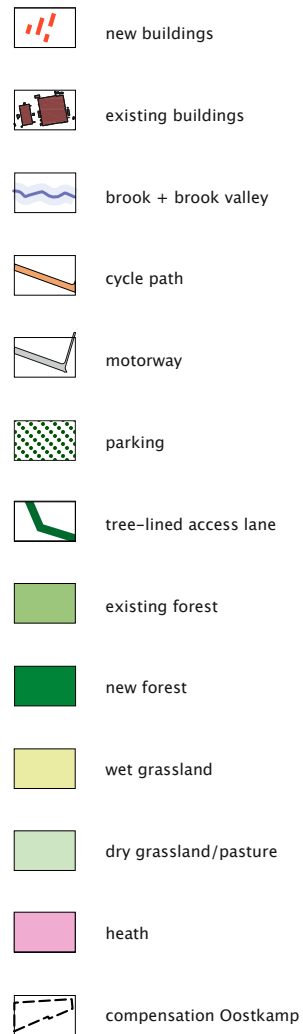 new buildings
existing buildings
brook + brook valley
cycle path
motorway
parking
tree-lined access lane
existing forest
new forest
wet grassland
dry grassland/pasture
heath
compensation Oostkamp